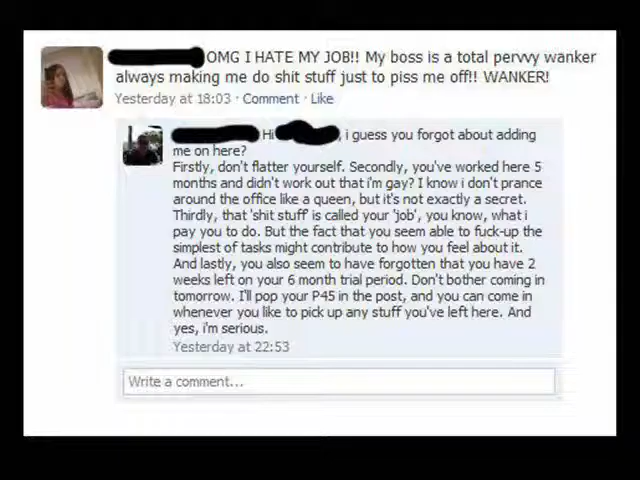 OMG I HATE MY JOB!! My boss is a total pervvy wanker
always making me do shit stuff just to piss me off!! WANKER!
Yesterday at 18:03 · Comment · Like
Hi , i guess you forgot about adding
me on here?
Firstly, don't flatter yourself. Secondly, you've worked here 5
months and didn't work out that i'm gay? I know i don't prance
around the office like a queen, but it's not exactly a secret.
Thirdly, that 'shit stuff' is called your 'job', you know, what i
pay you to do. But the fact that you seem able to fuck-up the
simplest of tasks might contribute to how you feel about it.
And lastly, you also seem to have forgotten that you have 2
weeks left on your 6 month trial period. Don't bother coming in
tomorrow. I'll pop your P45 in the post, and you can come in
whenever you like to pick up any stuff you've left here. And
yes, i'm serious.
Yesterday at 22:53
Write a comment...